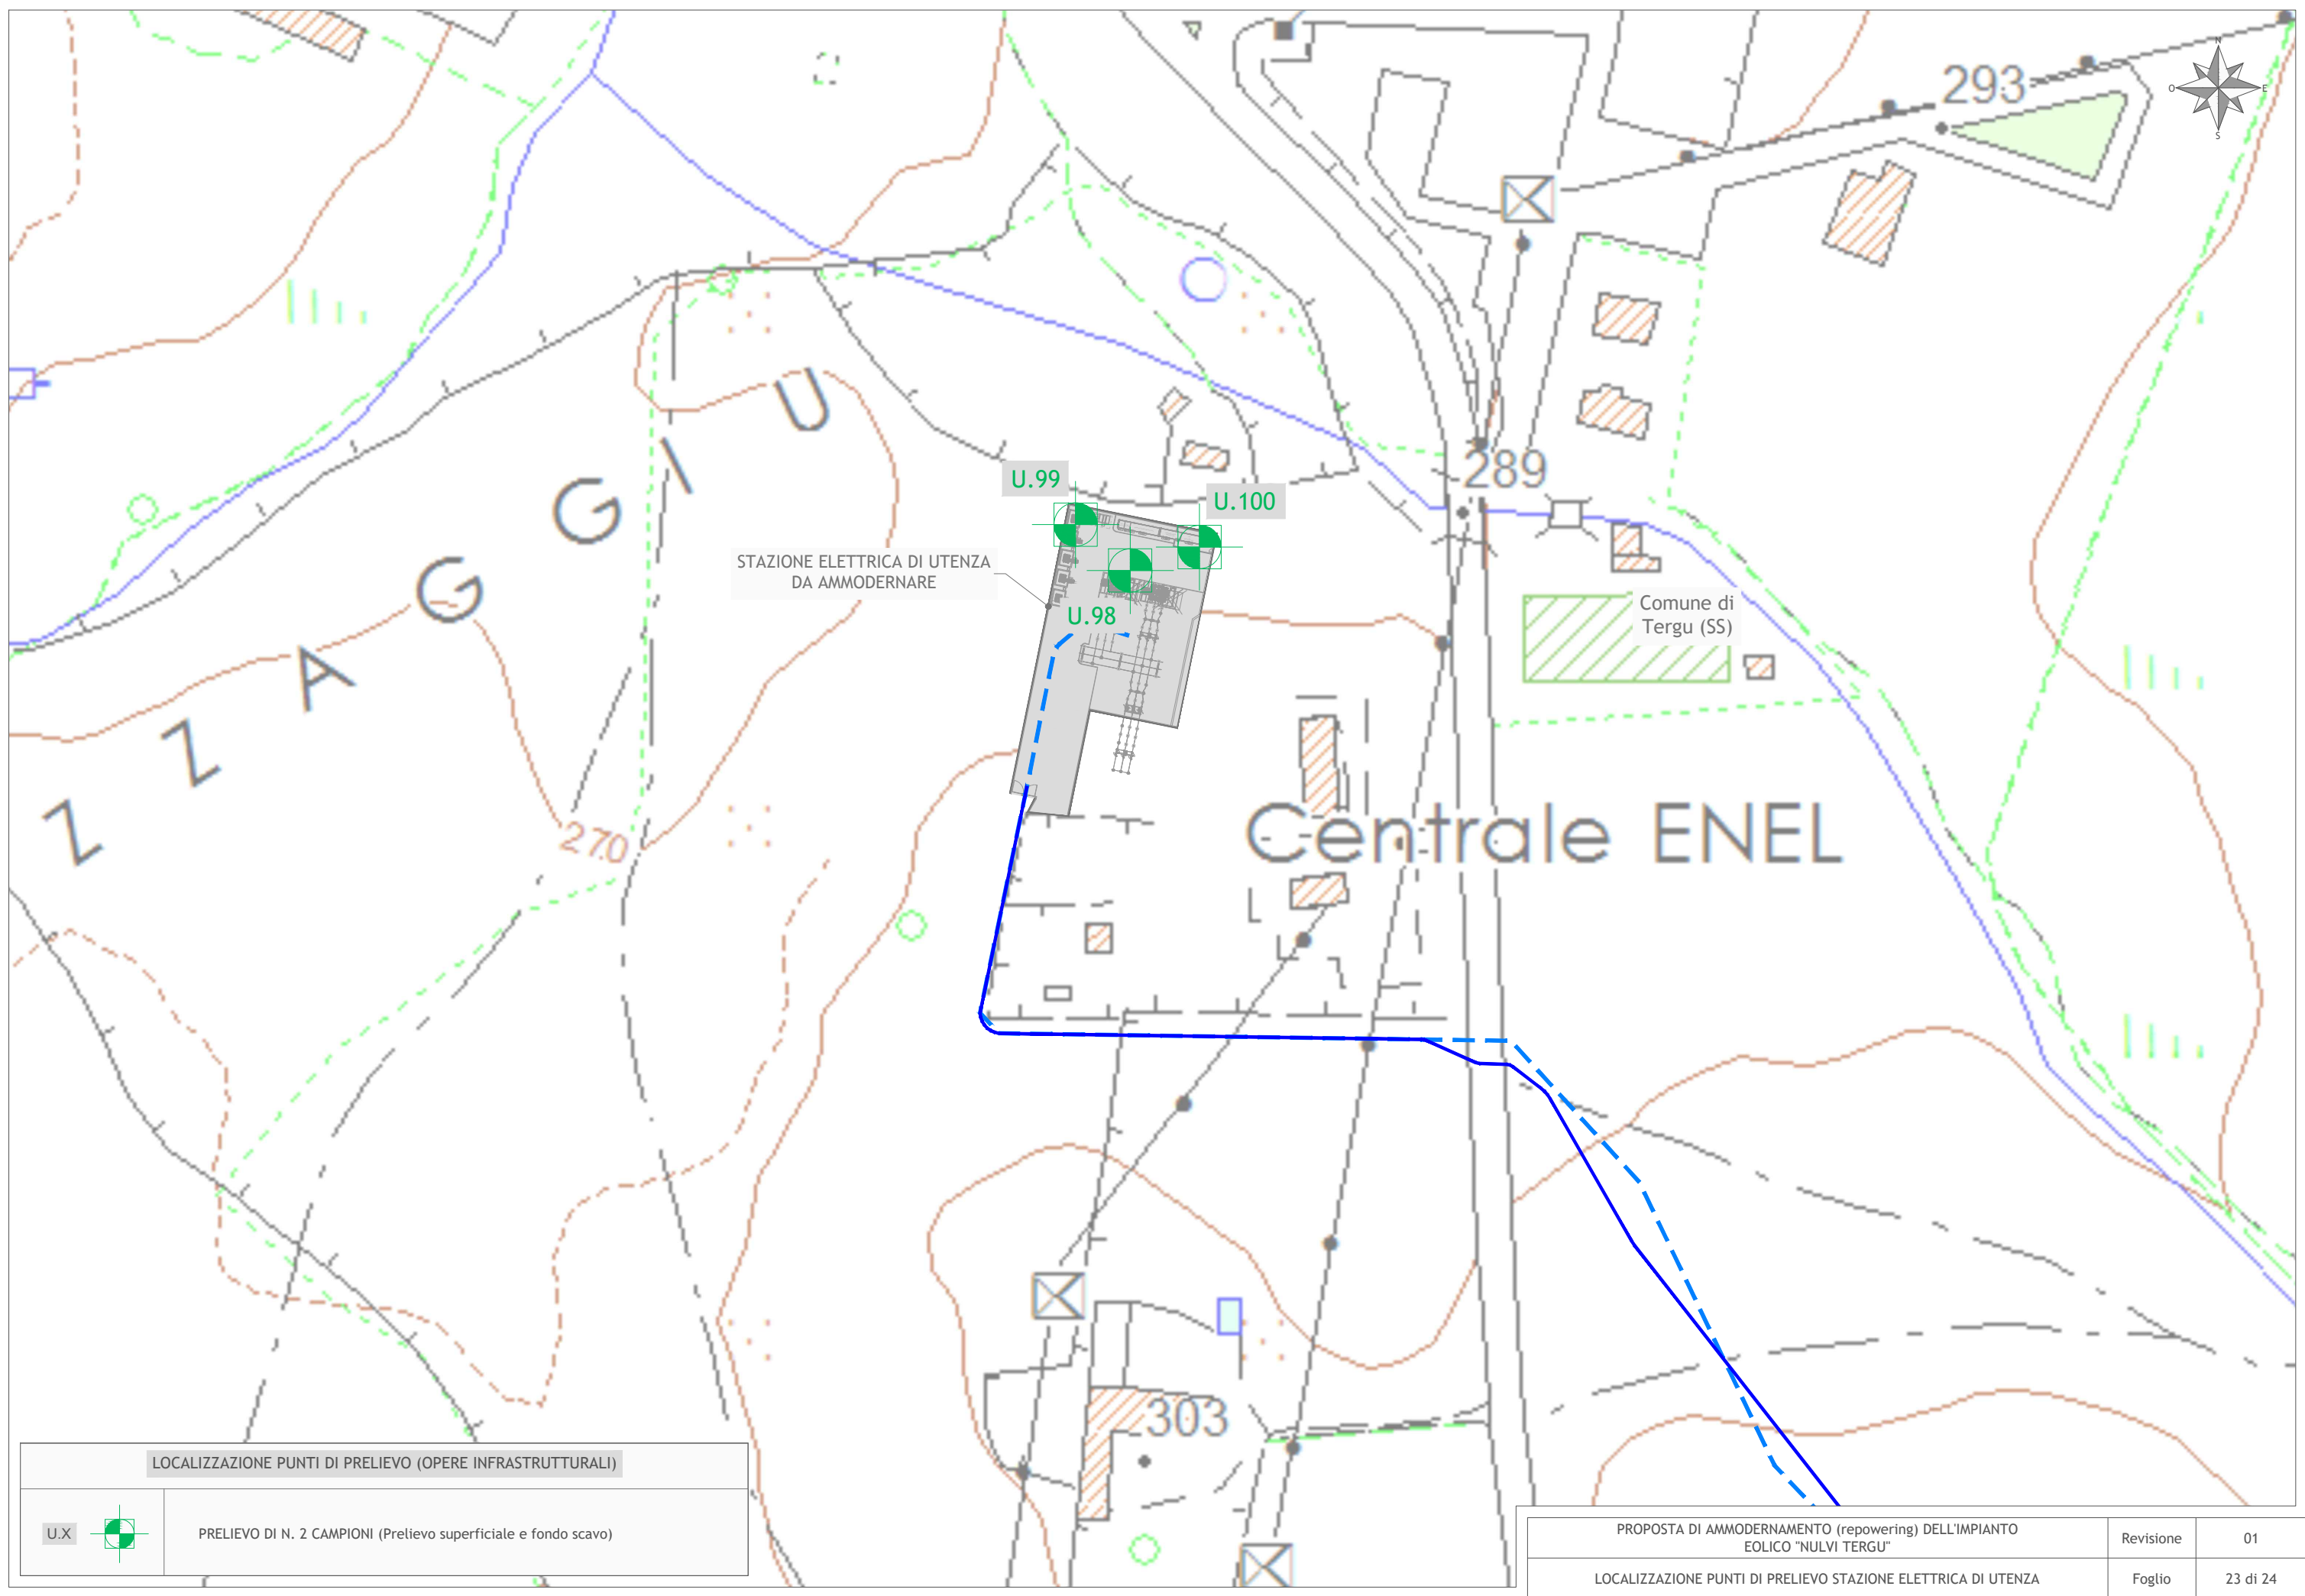 N
O
E
S
293
289
U.99
U.100
STAZIONE ELETTRICA DI UTENZA
DA AMMODERNARE
U.98
Comune di
Tergu (SS)
Z Z A G G I U
270
Centrale ENEL
303
LOCALIZZAZIONE PUNTI DI PRELIEVO (OPERE INFRASTRUTTURALI)
U.X
PRELIEVO DI N. 2 CAMPIONI (Prelievo superficiale e fondo scavo)
PROPOSTA DI AMMODERNAMENTO (repowering) DELL'IMPIANTO
EOLICO "NULVI TERGU"
Revisione
01
LOCALIZZAZIONE PUNTI DI PRELIEVO STAZIONE ELETTRICA DI UTENZA
Foglio
23 di 24